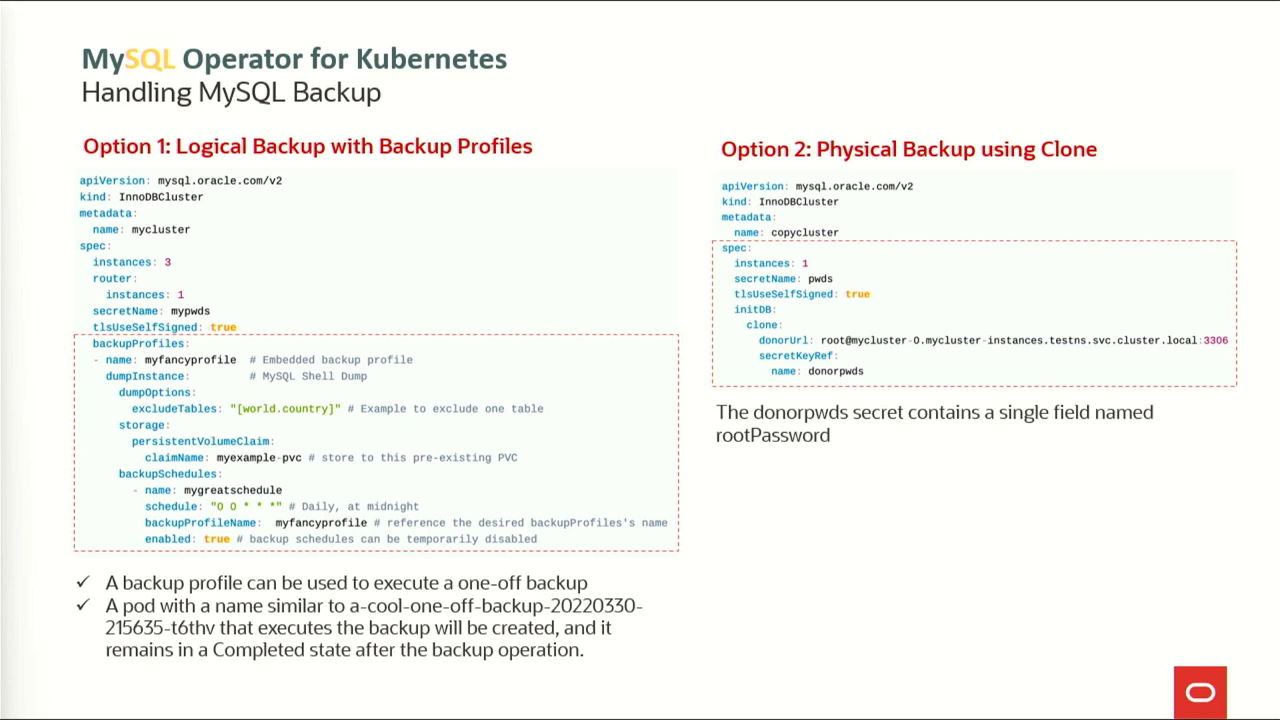 MySQL Operator for Kubernetes
Handling MySQL Backup
Option 1: Logical Backup with Backup Profiles
apiVersion: mysql.oracle.com/v2
kind: InnoDBCluster
metadata:
  name: mycluster
spec:
  instances: 3
  router:
    instances: 1
  secretName: mypwds
  tlsUseSelfSigned: true
  backupProfiles:
  - name: myfancyprofile  # Embedded backup profile
    dumpInstance:         # MySQL Shell Dump
      dumpOptions:
        excludeTables: "[world.country]" # Example to exclude one table
      storage:
        persistentVolumeClaim:
          claimName: myexample-pvc # store to this pre-existing PVC
      backupSchedules:
        - name: mygreatschedule
          schedule: "0 0 * * *" # Daily, at midnight
          backupProfileName:  myfancyprofile # reference the desired backupProfiles's name
          enabled: true # backup schedules can be temporarily disabled
✓ A backup profile can be used to execute a one-off backup
✓ A pod with a name similar to a-cool-one-off-backup-20220330-
215635-t6thv that executes the backup will be created, and it
remains in a Completed state after the backup operation.
Option 2: Physical Backup using Clone
apiVersion: mysql.oracle.com/v2
kind: InnoDBCluster
metadata:
  name: copycluster
spec:
  instances: 1
  secretName: pwds
  tlsUseSelfSigned: true
  initDB:
    clone:
      donorUrl: root@mycluster-0.mycluster-instances.testns.svc.cluster.local:3306
      secretKeyRef:
        name: donorpwds
The donorpwds secret contains a single field named
rootPassword